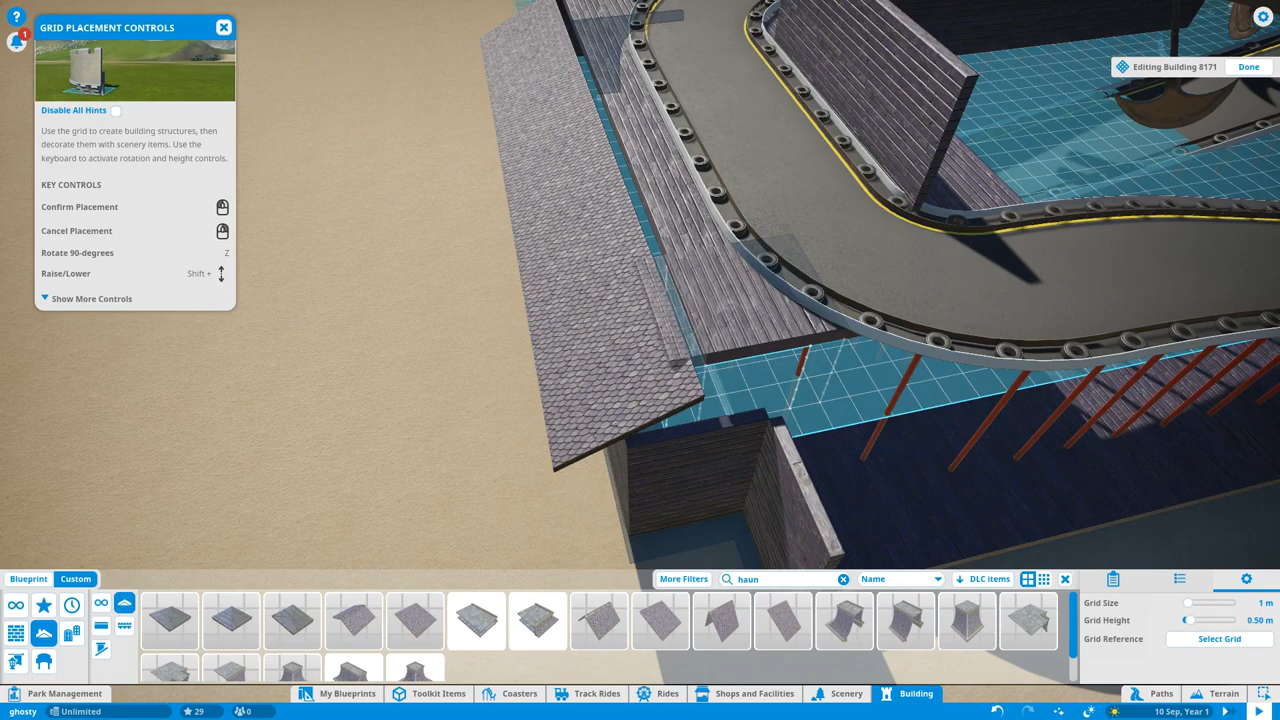 GRID PLACEMENT CONTROLS
Disable All Hints
Use the grid to create building structures, then
decorate them with scenery items. Use the
keyboard to activate rotation and height controls.
KEY CONTROLS
Confirm Placement
Cancel Placement
Rotate 90-degrees Z
Raise/Lower Shift +
Show More Controls
?
1
Editing Building 8171 Done
Blueprint Custom
More Filters haun Name DLC items
Grid Size 1 m
Grid Height 0.50 m
Grid Reference Select Grid
Park Management My Blueprints Toolkit Items Coasters Track Rides Rides Shops and Facilities Scenery Building Paths Terrain
ghosty Unlimited 29 0 10 Sep, Year 1